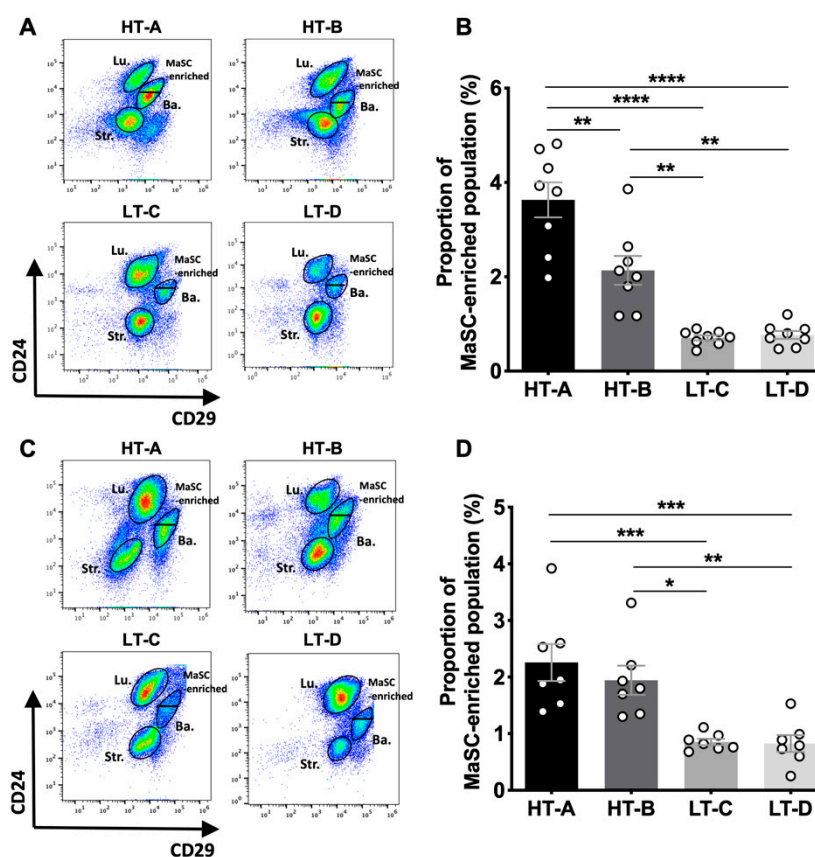 A
HT-A
HT-B
Lu.
MaSC
-enriched
Ba.
Str.
Lu.
MaSC
-enriched
Ba.
Str.
LT-C
LT-D
Lu.
MaSC
-enriched
Ba.
Str.
Lu.
MaSC
-enriched
Ba.
Str.
CD24
CD29
B
Proportion of
MaSC-enriched population (%)
6
4
2
0
****
****
**
**
**
HT-A HT-B LT-C LT-D
C
HT-A
HT-B
Lu.
MaSC
-enriched
Ba.
Str.
Lu.
MaSC
-enriched
Ba.
Str.
LT-C
LT-D
Lu.
MaSC
-enriched
Ba.
Str.
Lu.
MaSC
-enriched
Ba.
Str.
CD24
CD29
D
Proportion of
MaSC-enriched population (%)
5
4
3
2
1
0
***
***
**
*
HT-A HT-B LT-C LT-D